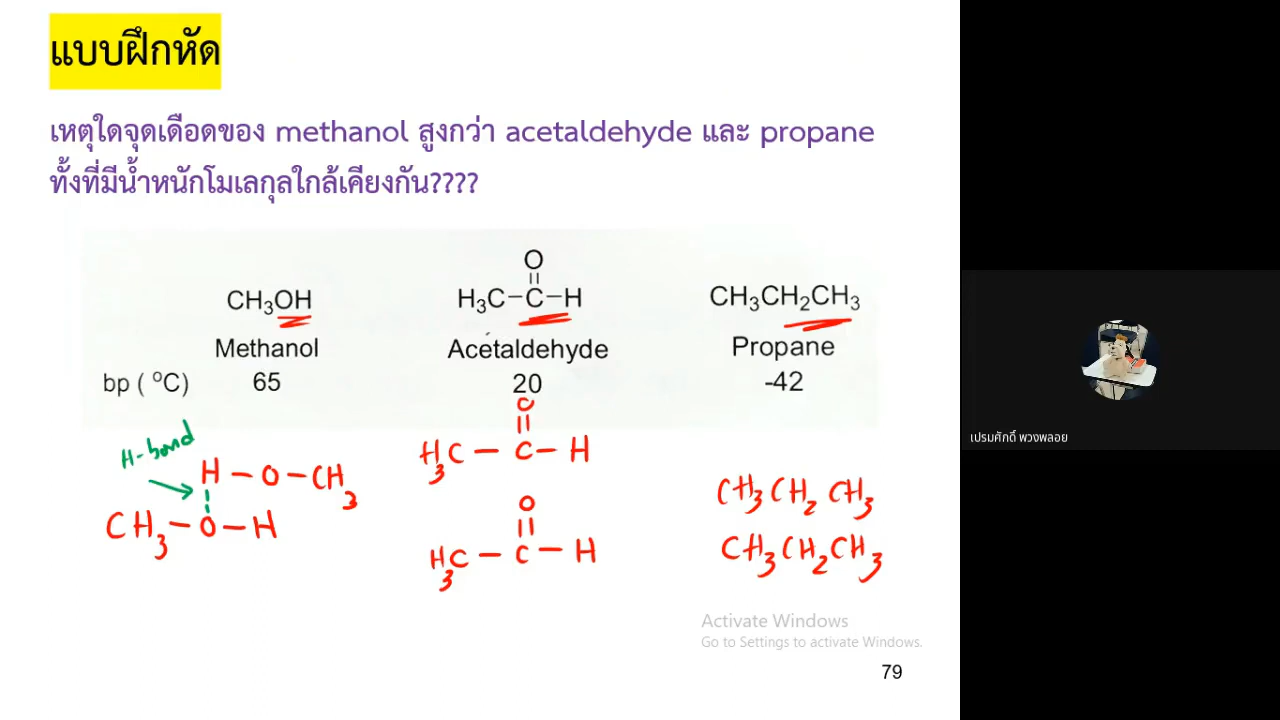 แบบฝึกหัด
เหตุใดจุดเดือดของ methanol สูงกว่า acetaldehyde และ propane
ทั้งที่มีน้ำหนักโมเลกุลใกล้เคียงกัน????
O
CH₃OH H₃C–C–H CH₃CH₂CH₃
Methanol Acetaldehyde Propane
bp ( ⁰C) 65 20 -42
H-bond
H – O – CH₃
CH₃ – O – H
O
H₃C – C – H
O
H₃C – C – H
CH₃CH₂CH₃
CH₃CH₂CH₃
Activate Windows
Go to Settings to activate Windows.
79
เปรมศักดิ์ พวงพลอย